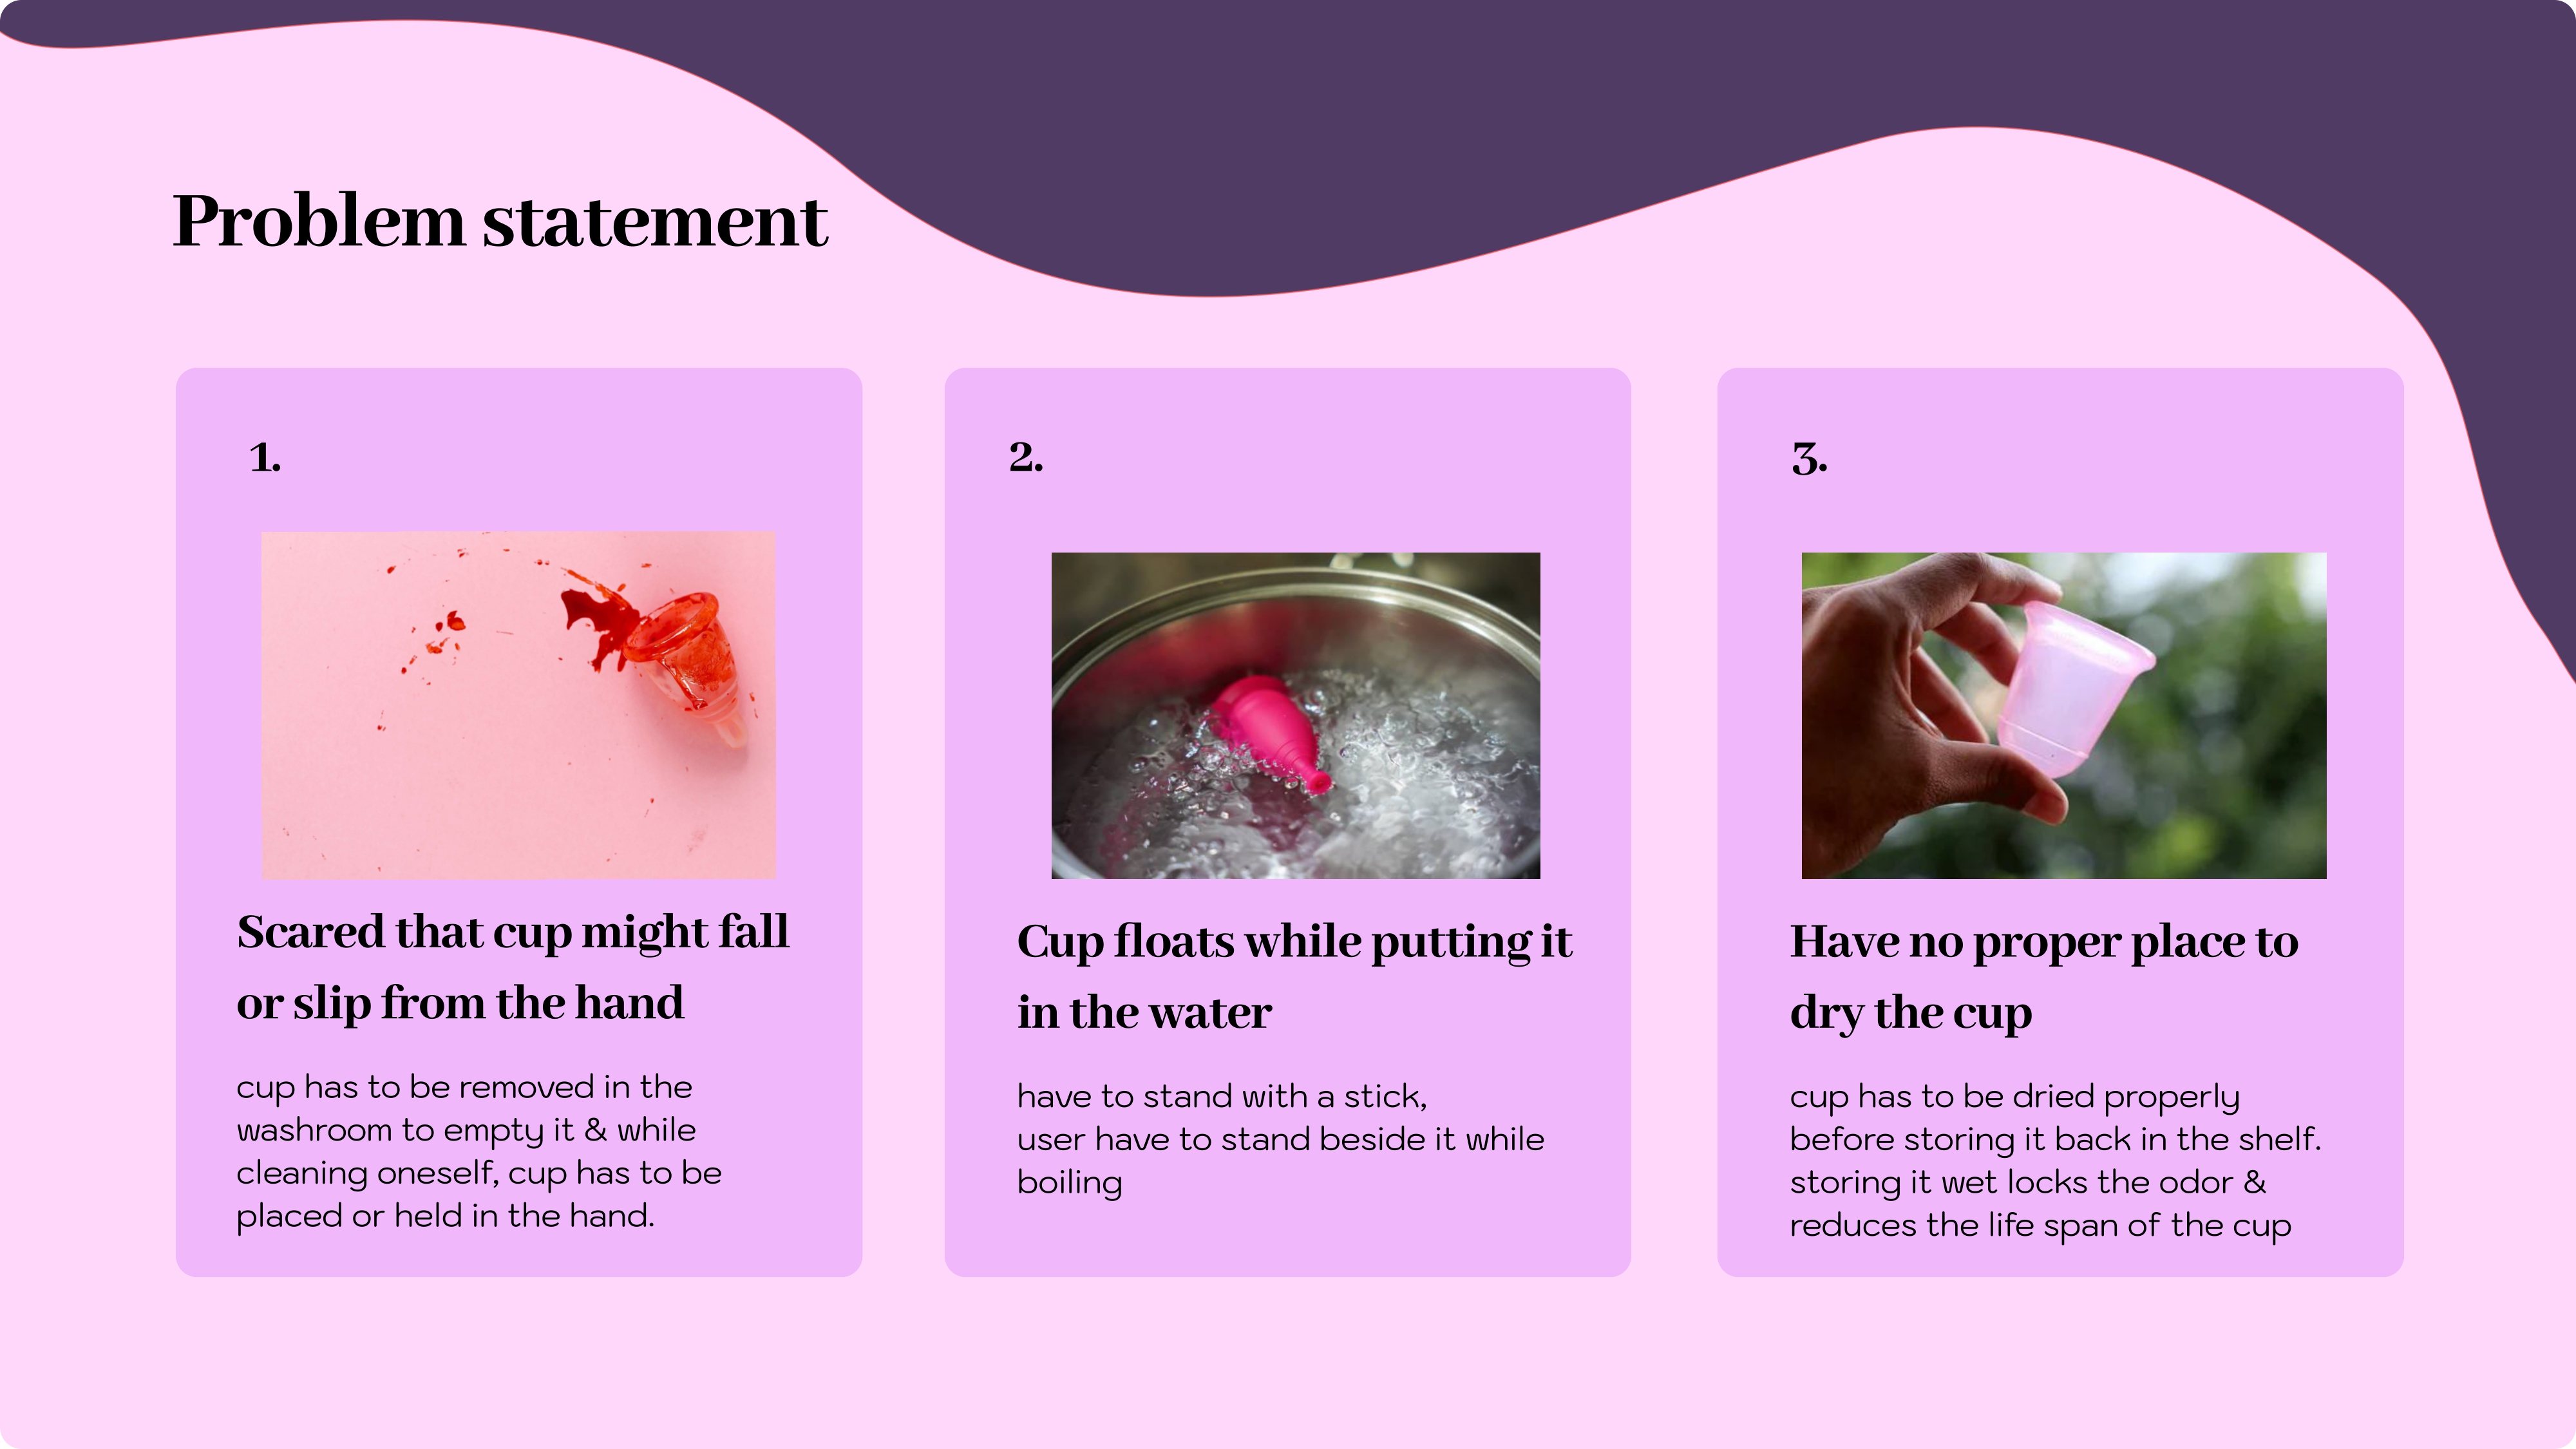 Problem statement
1.
Scared that cup might fall
or slip from the hand
cup has to be removed in the
washroom to empty it & while
cleaning oneself, cup has to be
placed or held in the hand.
2.
Cup floats while putting it
in the water
have to stand with a stick,
user have to stand beside it while
boiling
3.
Have no proper place to
dry the cup
cup has to be dried properly
before storing it back in the shelf.
storing it wet locks the odor &
reduces the life span of the cup